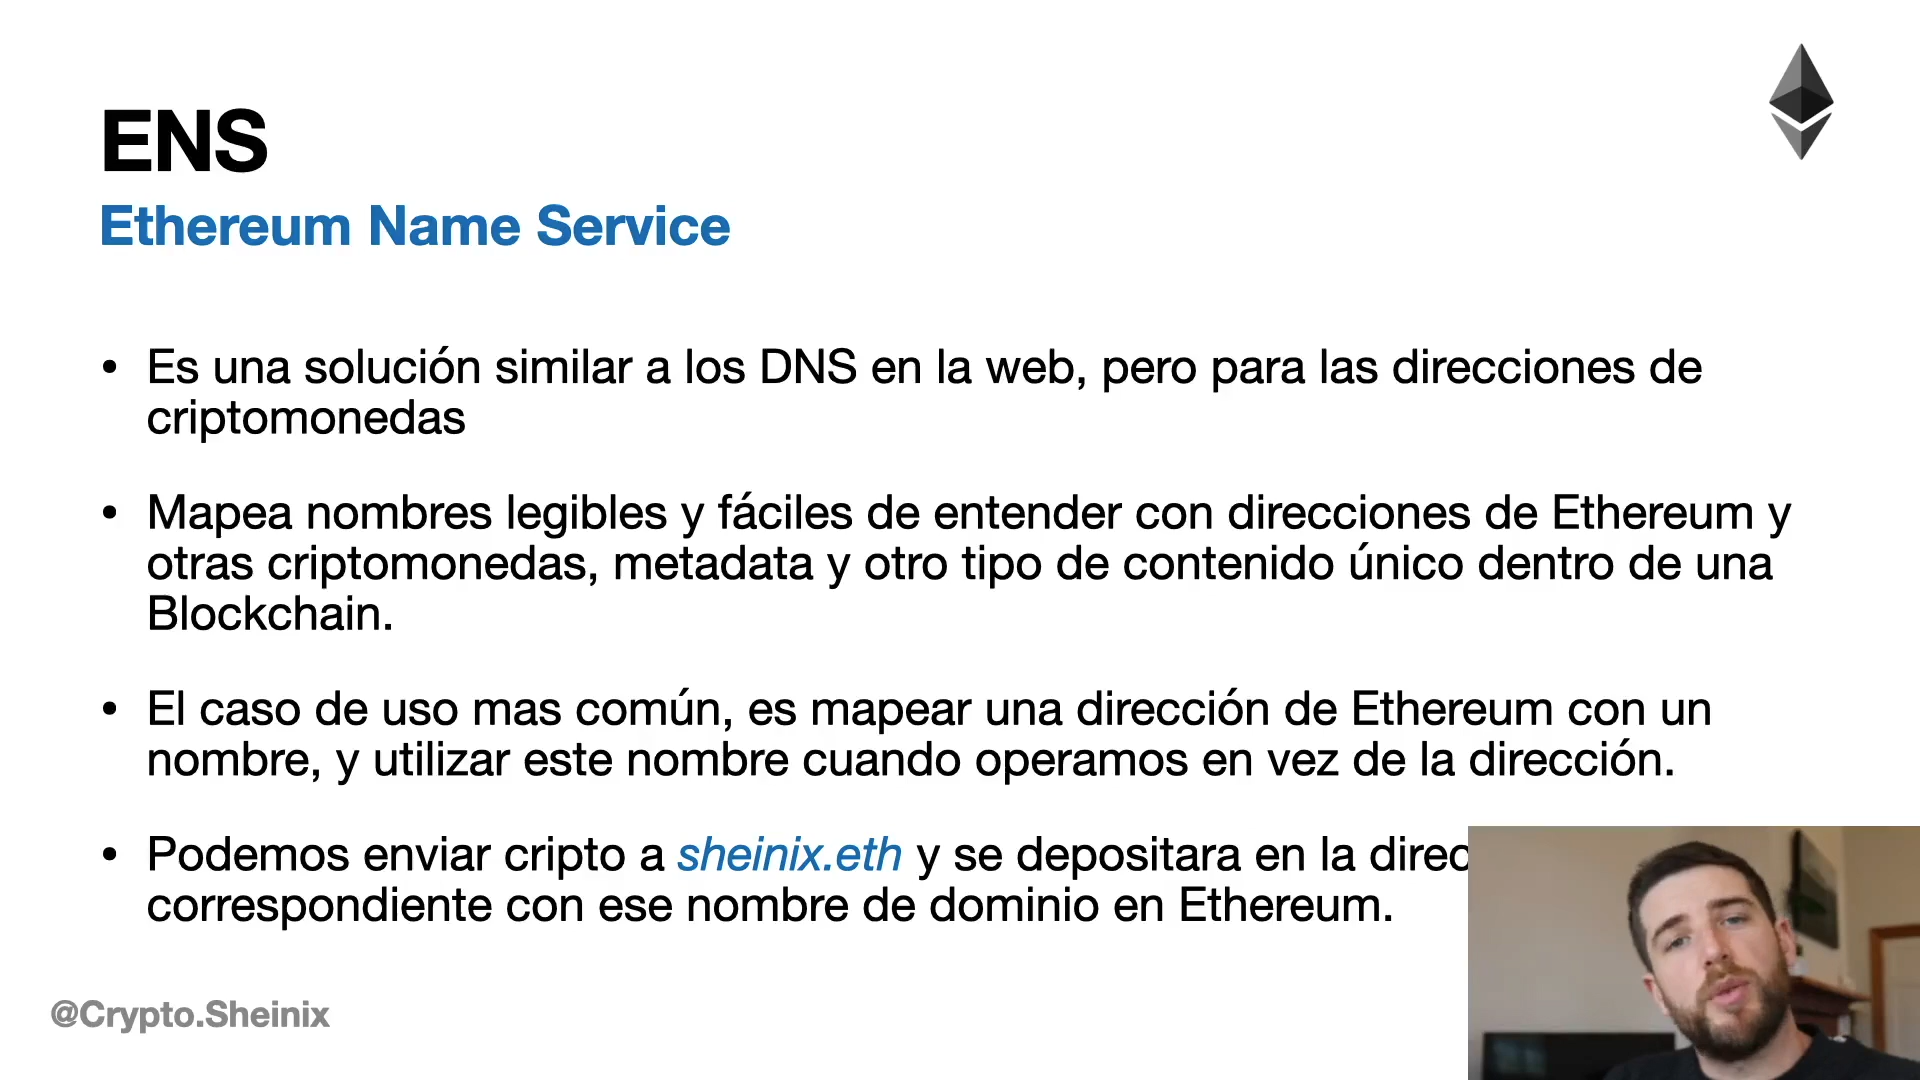 ENS
Ethereum Name Service
• Es una solución similar a los DNS en la web, pero para las direcciones de
criptomonedas
• Mapea nombres legibles y fáciles de entender con direcciones de Ethereum y
otras criptomonedas, metadata y otro tipo de contenido único dentro de una
Blockchain.
• El caso de uso mas común, es mapear una dirección de Ethereum con un
nombre, y utilizar este nombre cuando operamos en vez de la dirección.
• Podemos enviar cripto a sheinix.eth y se depositara en la
correspondiente con ese nombre de dominio en Ethereum.
@Crypto.Sheinix